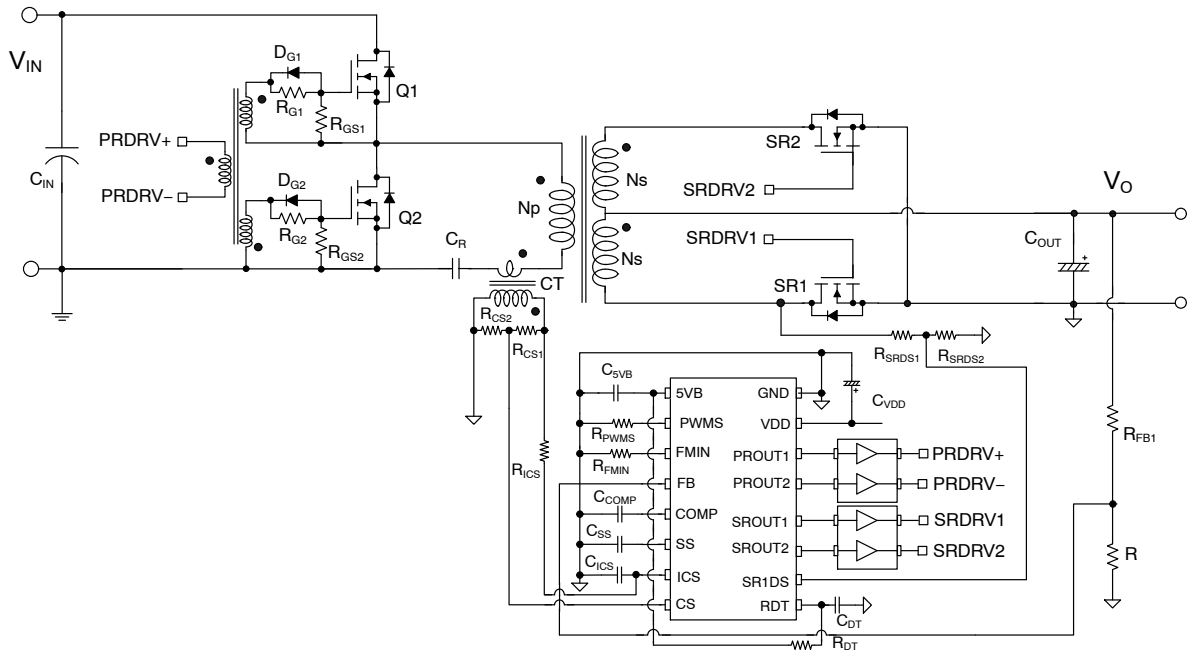 V_IN
C_IN
PRDRV+
PRDRV−
D_G1
R_G1
R_GS1
Q1
D_G2
R_G2
R_GS2
Q2
C_R
CT
Np
Ns
Ns
SR2
SRDRV2
SRDRV1
SR1
V_O
C_OUT
R_CS2
R_CS1
R_SRDS1
R_SRDS2
R_ICS
C_5VB
R_PWMS
R_FMIN
C_COMP
C_SS
C_ICS
5VB
PWMS
FMIN
FB
COMP
SS
ICS
CS
GND
VDD
PROUT1
PROUT2
SROUT1
SROUT2
SR1DS
RDT
C_VDD
PRDRV+
PRDRV−
SRDRV1
SRDRV2
C_DT
R_DT
R_FB1
R